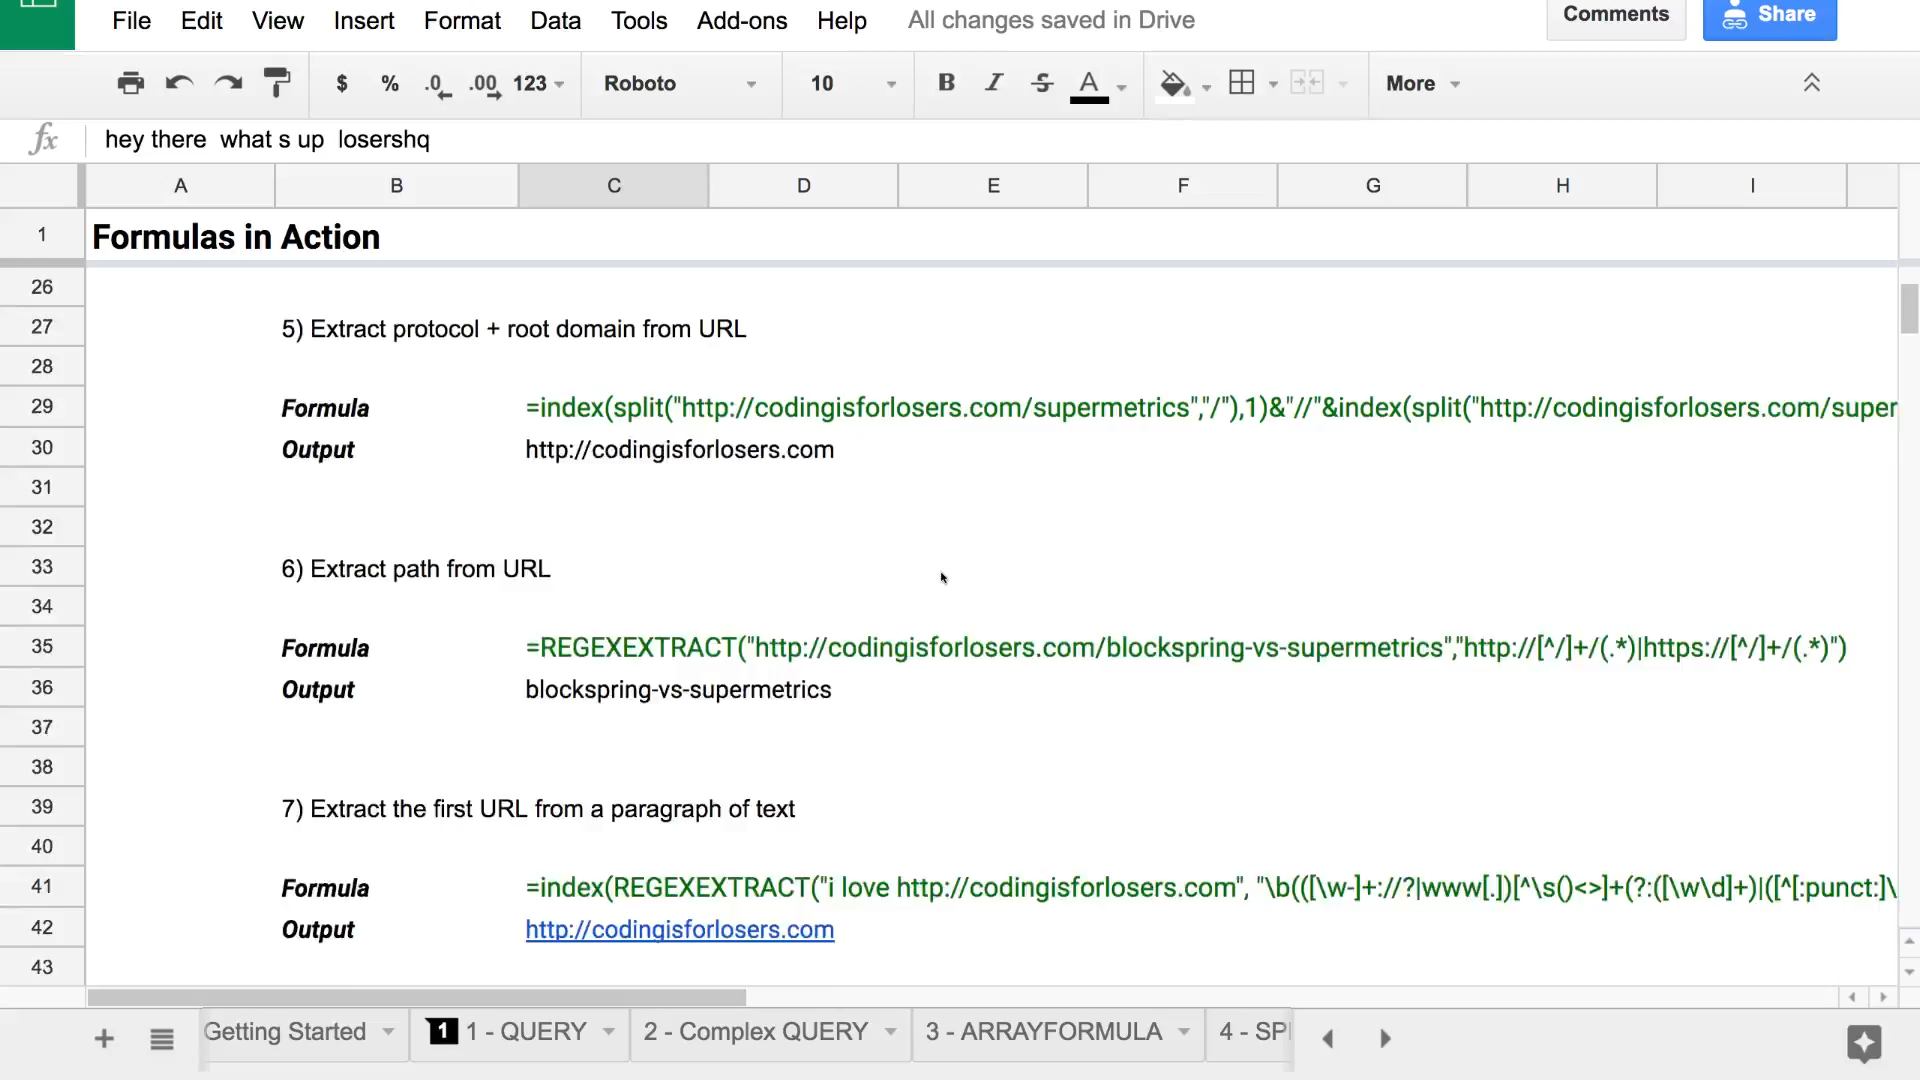 File Edit View Insert Format Data Tools Add-ons Help All changes saved in Drive Comments Share
$ % .0 .00 123 Roboto 10 B I S A More
fx hey there  what s up  losershq
A B C D E F G H I
1 Formulas in Action
26
27 5) Extract protocol + root domain from URL
28
29 Formula =index(split("http://codingisforlosers.com/supermetrics","/"),1)&"//"&index(split("http://codingisforlosers.com/super
30 Output http://codingisforlosers.com
31
32
33 6) Extract path from URL
34
35 Formula =REGEXEXTRACT("http://codingisforlosers.com/blockspring-vs-supermetrics","http://[^/]+/(.*)|https://[^/]+/(.*)")
36 Output blockspring-vs-supermetrics
37
38
39 7) Extract the first URL from a paragraph of text
40
41 Formula =index(REGEXEXTRACT("i love http://codingisforlosers.com", "\b(([\w-]+://?|www[.])[^\s()<>]+(?:([\w\d]+)|([^[:punct:]\
42 Output http://codingisforlosers.com
43
Getting Started 1 1 - QUERY 2 - Complex QUERY 3 - ARRAYFORMULA 4 - SP